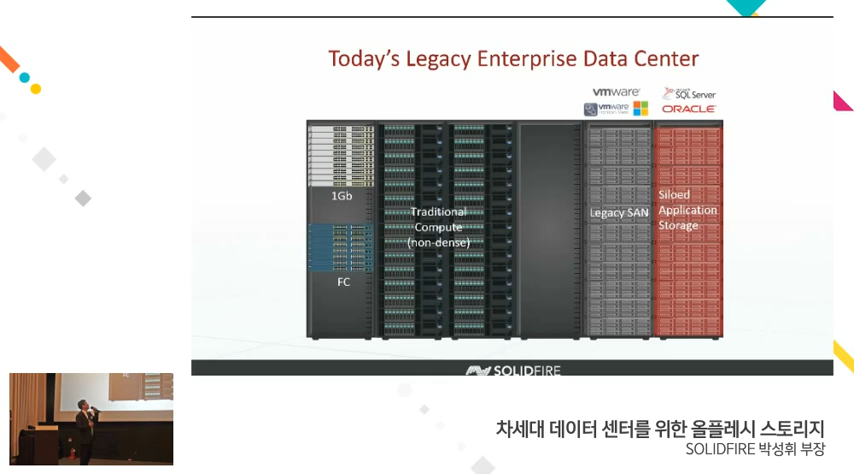 Today's Legacy Enterprise Data Center
vmware
SQL Server
vmware
ORACLE
1Gb
FC
Traditional
Compute
(non-dense)
Legacy SAN
Siloed
Application
Storage
SOLIDFIRE
차세대 데이터 센터를 위한 올플래시 스토리지
SOLIDFIRE 박성휘 부장